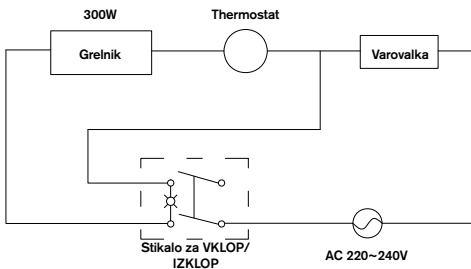 300W
Thermostat
Grelnik
Varovalka
Stikalo za VKLOP/
IZKLOP
AC 220~240V